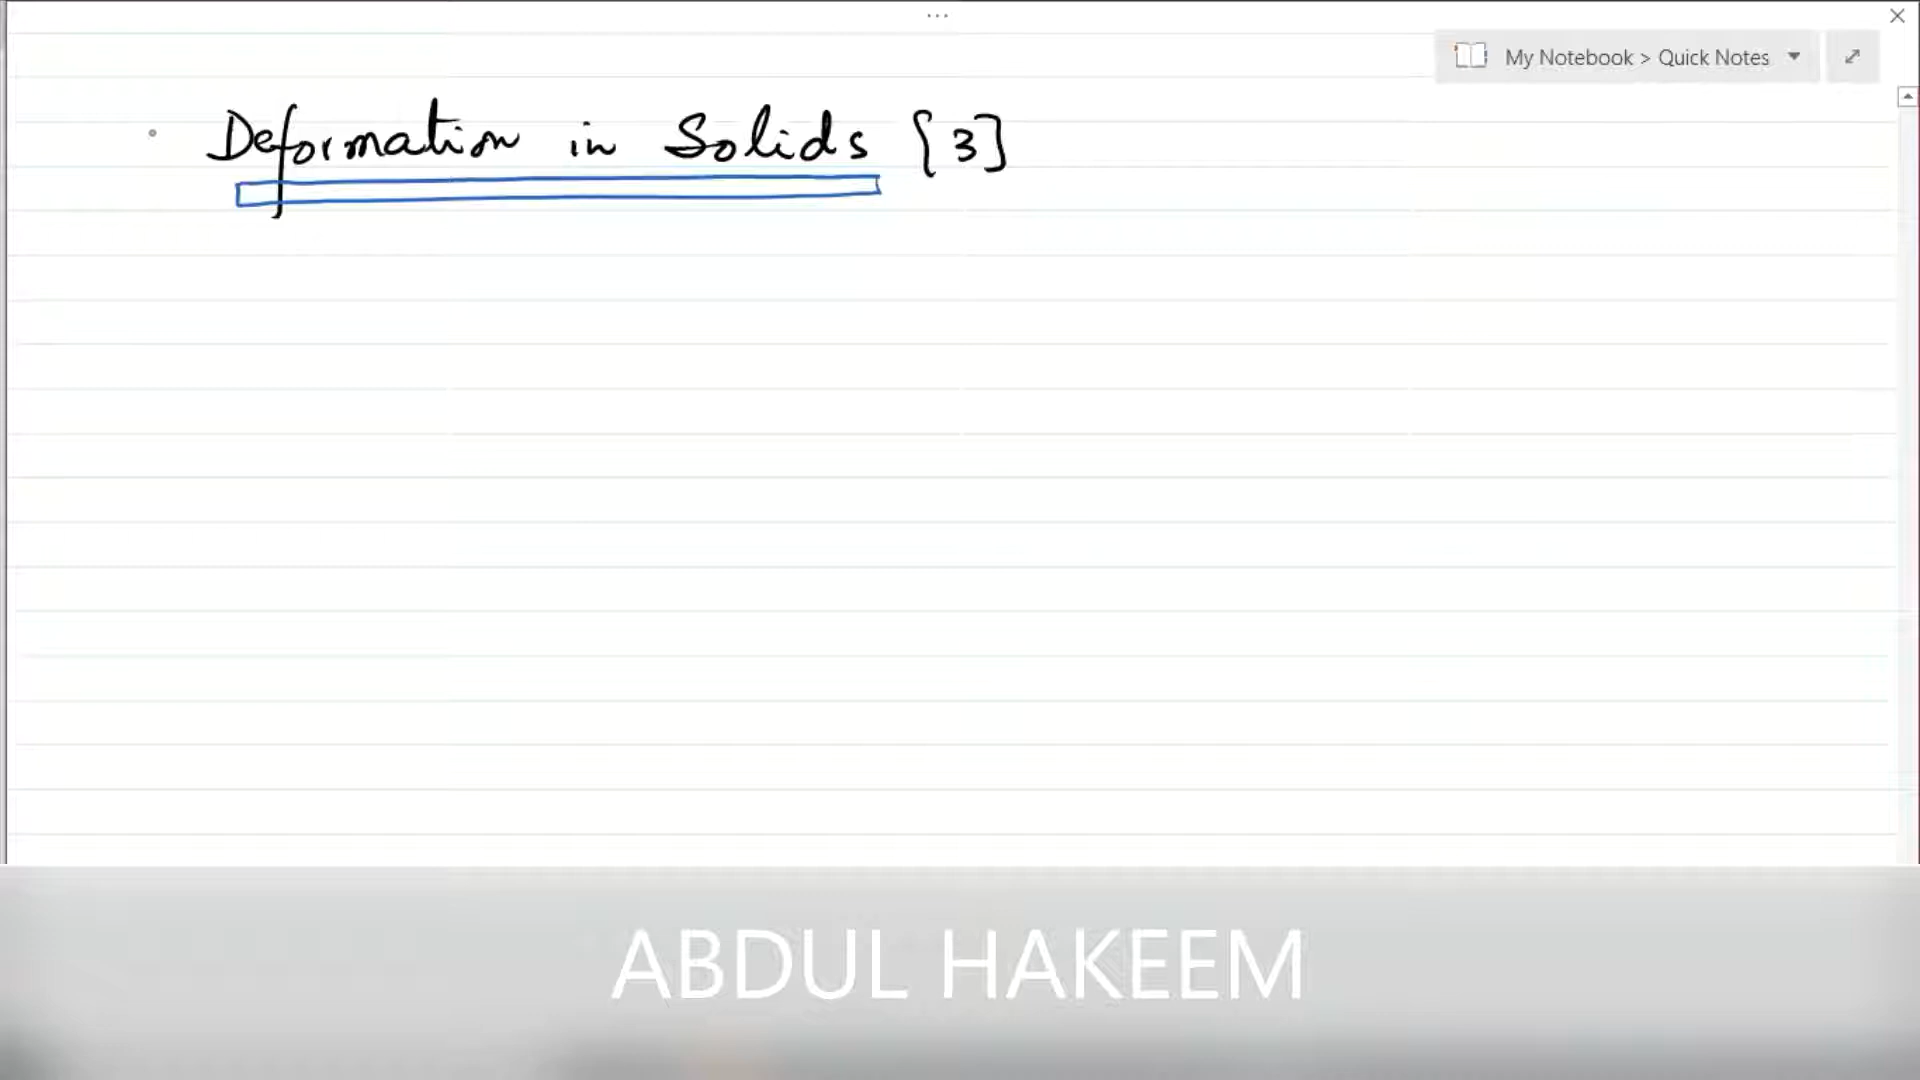 ...
My Notebook > Quick Notes
Deformation in Solids [3]
ABDUL HAKEEM